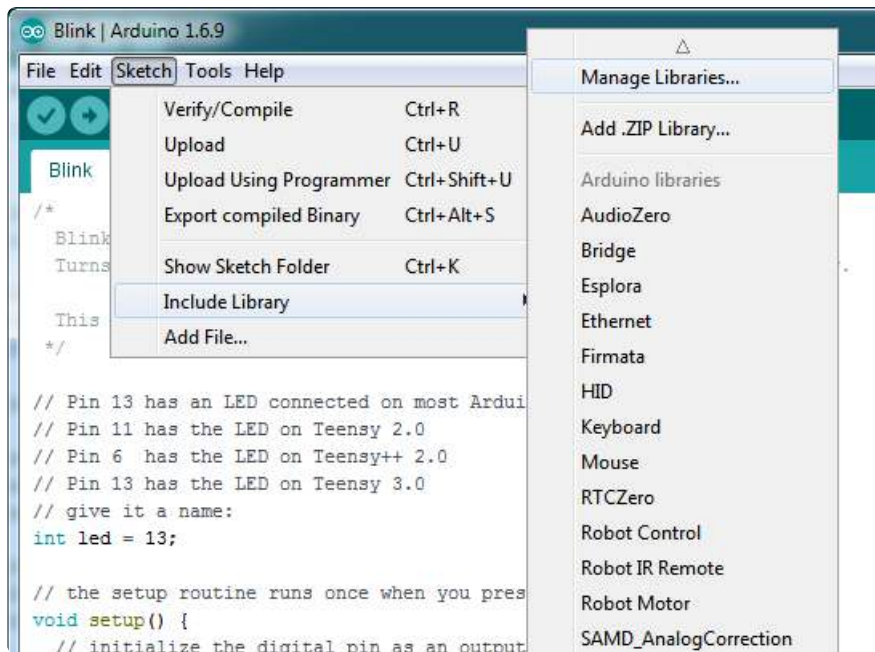 Blink | Arduino 1.6.9
File Edit Sketch Tools Help
Blink
Verify/Compile Ctrl+R
Upload Ctrl+U
Upload Using Programmer Ctrl+Shift+U
Export compiled Binary Ctrl+Alt+S
Show Sketch Folder Ctrl+K
Include Library
Add File...
Manage Libraries...
Add .ZIP Library...
Arduino libraries
AudioZero
Bridge
Esplora
Ethernet
Firmata
HID
Keyboard
Mouse
RTCZero
Robot Control
Robot IR Remote
Robot Motor
SAMD_AnalogCorrection
/*
Blink
Turns
This
*/
// Pin 13 has an LED connected on most Ardui
// Pin 11 has the LED on Teensy 2.0
// Pin 6  has the LED on Teensy++ 2.0
// Pin 13 has the LED on Teensy 3.0
// give it a name:
int led = 13;
// the setup routine runs once when you pres
void setup() {
// initialize the digital pin as an output